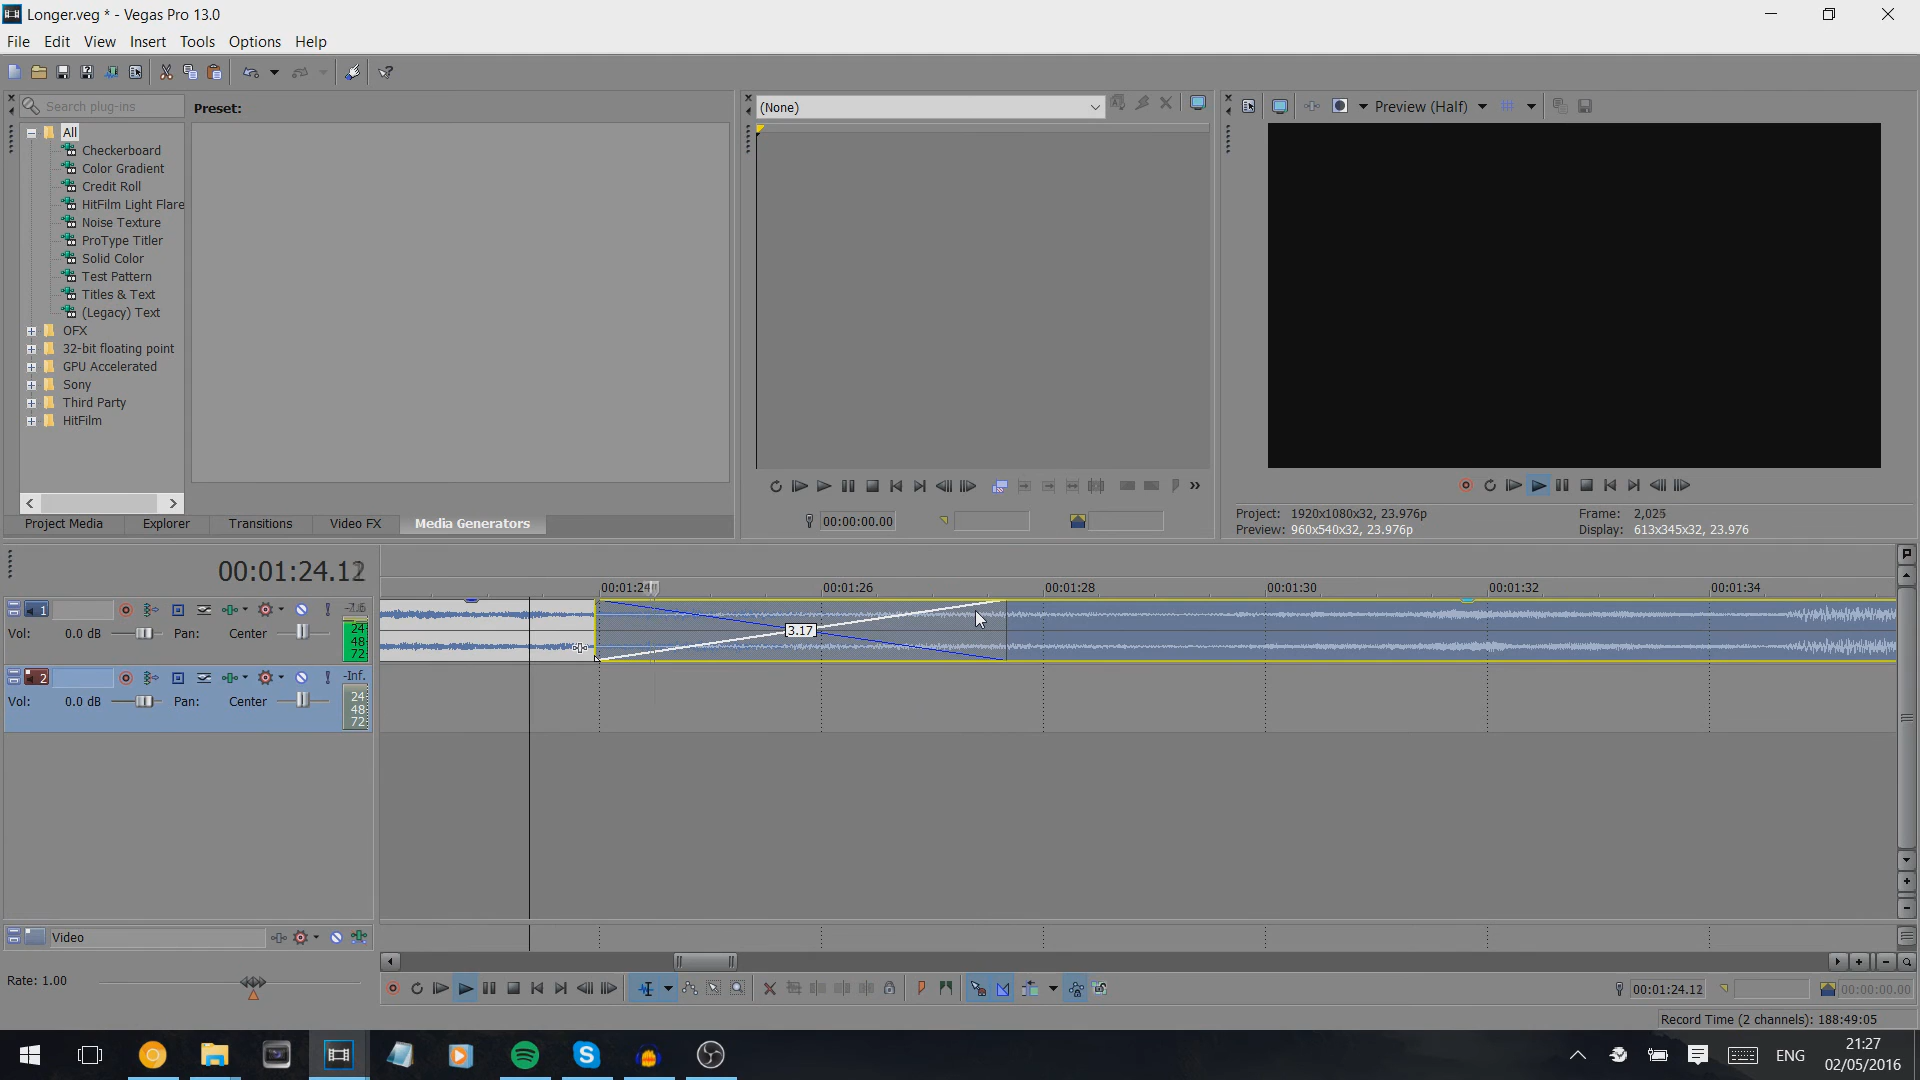 Longer.veg * - Vegas Pro 13.0
File Edit View Insert Tools Options Help
Search plug-ins
Preset:
(None)
Preview (Half)
All
Checkerboard
Color Gradient
Credit Roll
HitFilm Light Flare
Noise Texture
ProType Titler
Solid Color
Test Pattern
Titles & Text
(Legacy) Text
OFX
32-bit floating point
GPU Accelerated
Sony
Third Party
HitFilm
Project Media Explorer Transitions Video FX Media Generators
00:00:00.00
Project: 1920x1080x32, 23.976p
Frame: 2,025
Preview: 960x540x32, 23.976p
Display: 613x345x32, 23.976
00:01:24.12
00:01:24 00:01:26 00:01:28 00:01:30 00:01:32 00:01:34
1
-7.6
Vol: 0.0 dB Pan: Center
24
48
72
3.17
2
-Inf.
Vol: 0.0 dB Pan: Center
24
48
72
Video
Rate: 1.00
00:01:24.12
00:00:00.00
Record Time (2 channels): 188:49:05
ENG
21:27
02/05/2016